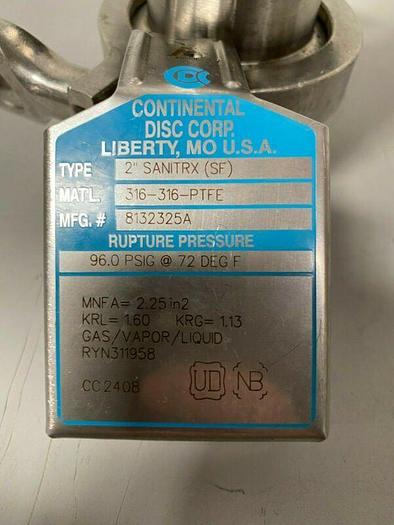 CDC
CONTINENTAL
DISC CORP.
LIBERTY, MO U.S.A.
TYPE 2" SANITRX (SF)
MAT'L. 316-316-PTFE
MFG. # 8132325A
RUPTURE PRESSURE
96.0 PSIG @ 72 DEG F
MNFA= 2.25 in2
KRL= 1.60 KRG= 1.13
GAS/VAPOR/LIQUID
RYN311958
CC2408 UD NB